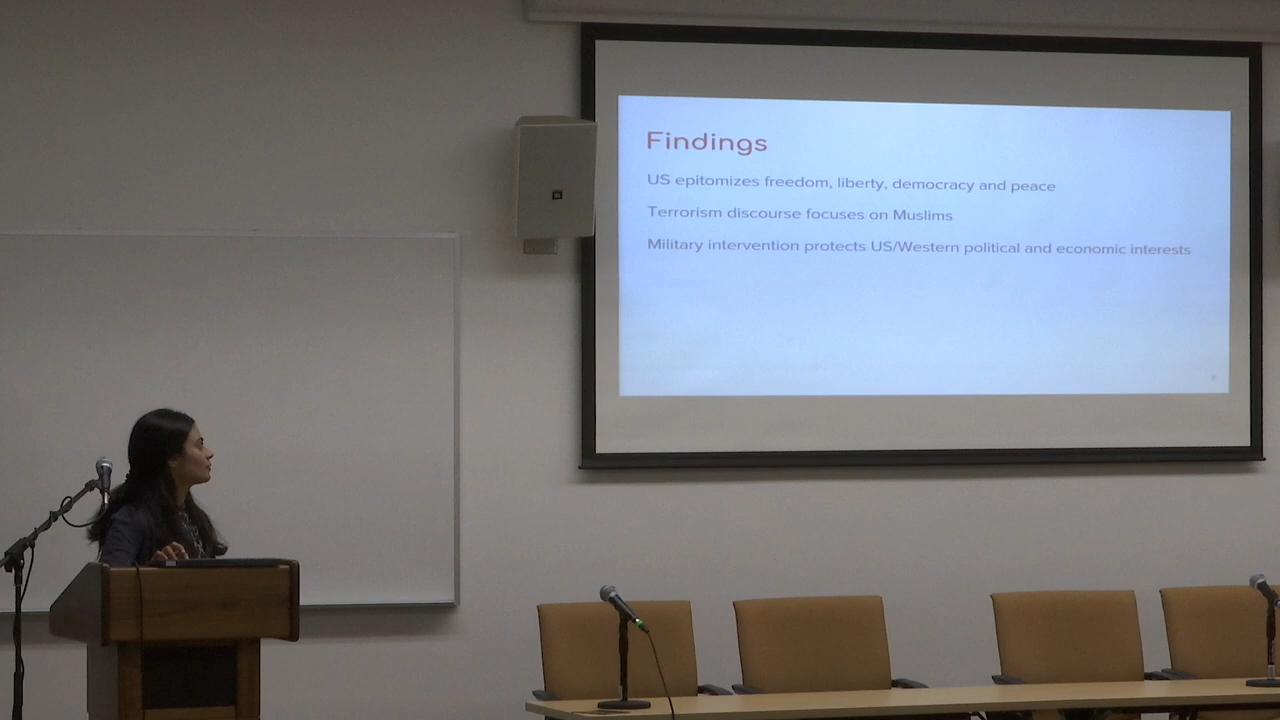 Findings
US epitomizes freedom, liberty, democracy and peace
Terrorism discourse focuses on Muslims
Military intervention protects US/Western political and economic interests